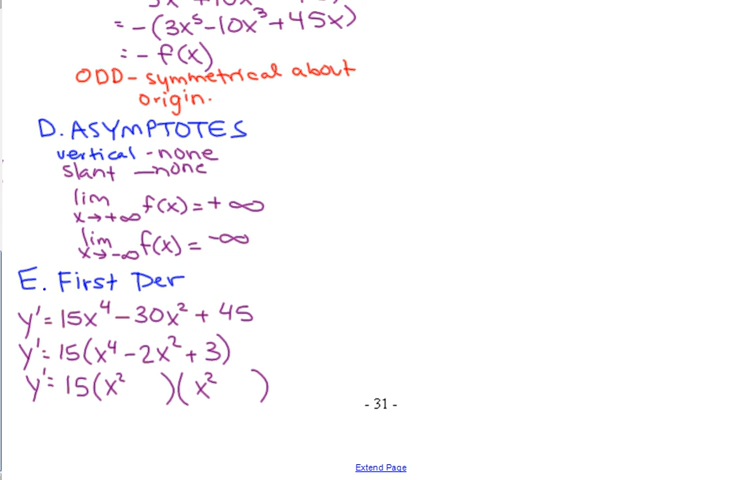 = -(3x⁵-10x³+45x)
= - f(x)
ODD - symmetrical about
origin.
D. ASYMPTOTES
vertical - none
slant - none
lim x→+∞ f(x) = + ∞
lim x→-∞ f(x) = -∞
E. First Der
y' = 15x⁴ - 30x² + 45
y' = 15(x⁴ - 2x² + 3)
y' = 15(x² )(x² )
- 31 -
Extend Page